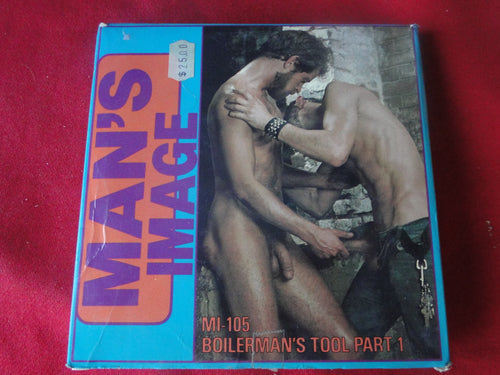 $25.00
MAN'S
IMAGE
MI-105
BOILERMAN'S TOOL PART 1